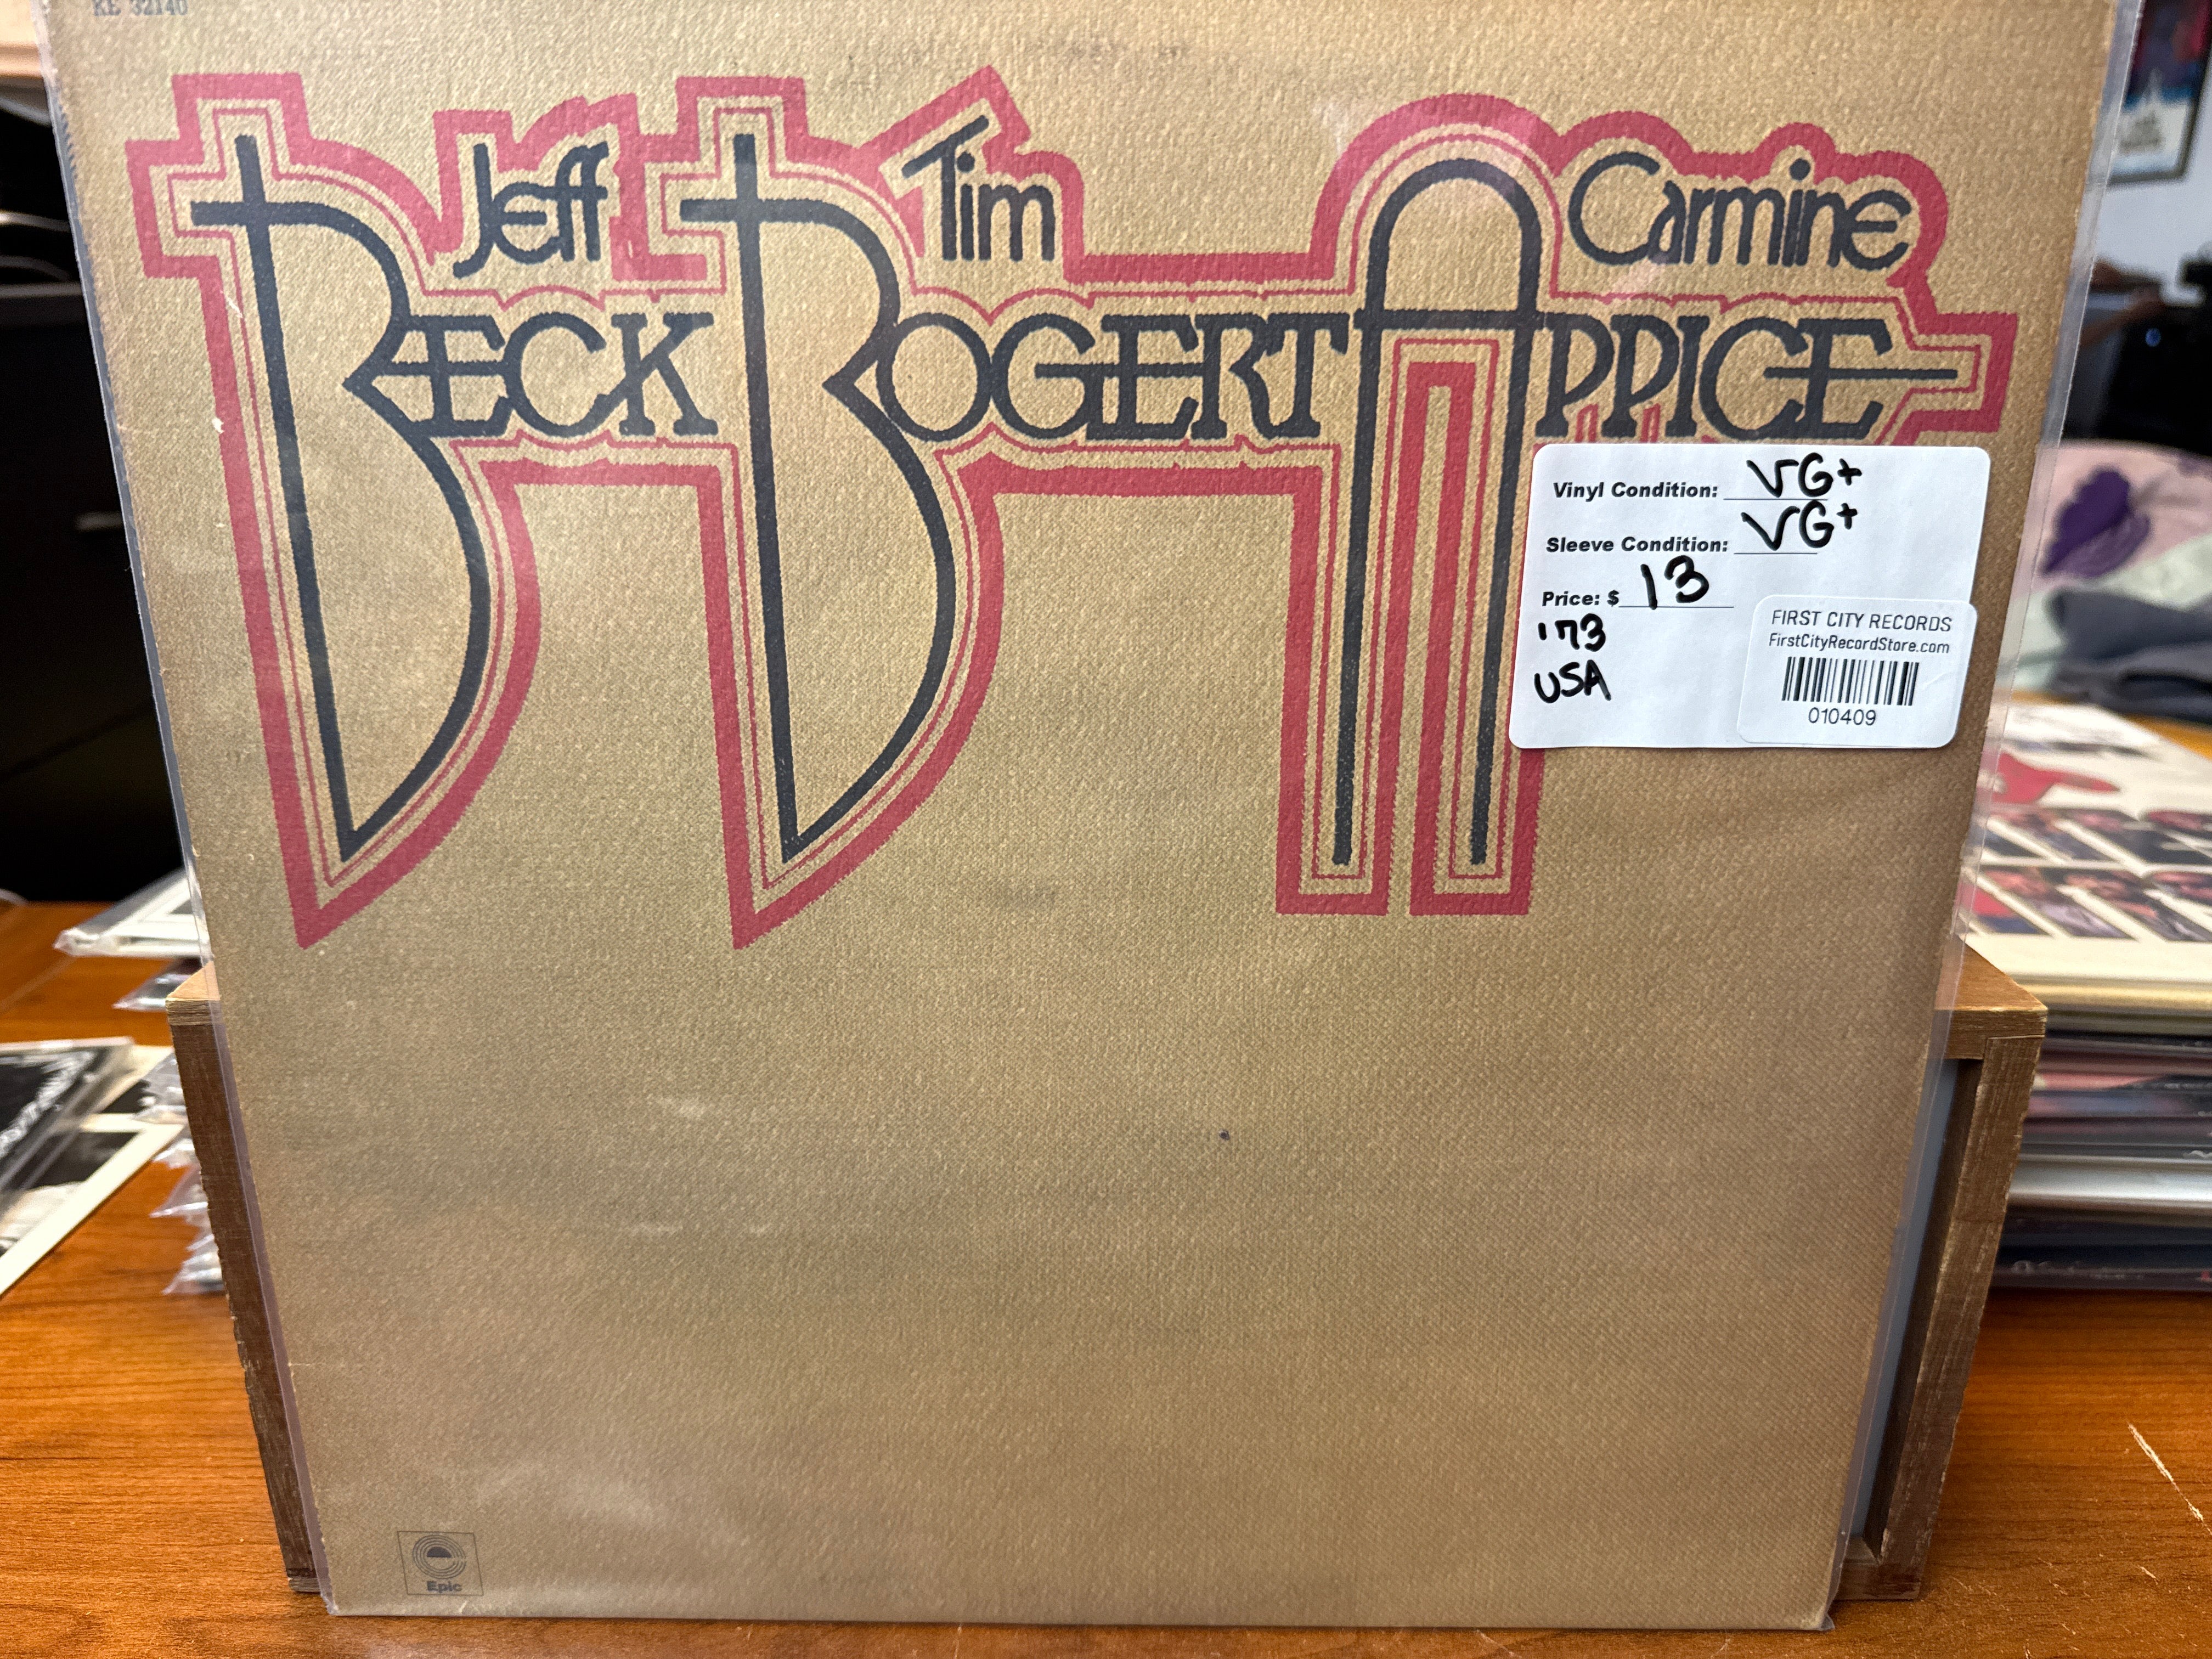 KE 32140
Jeff Tim Carmine
BECK BOGERT APPICE
Vinyl Condition: VG+
Sleeve Condition: VG+
Price: $ 13
'73
USA
FIRST CITY RECORDS
FirstCityRecordStore.com
010409
Epic